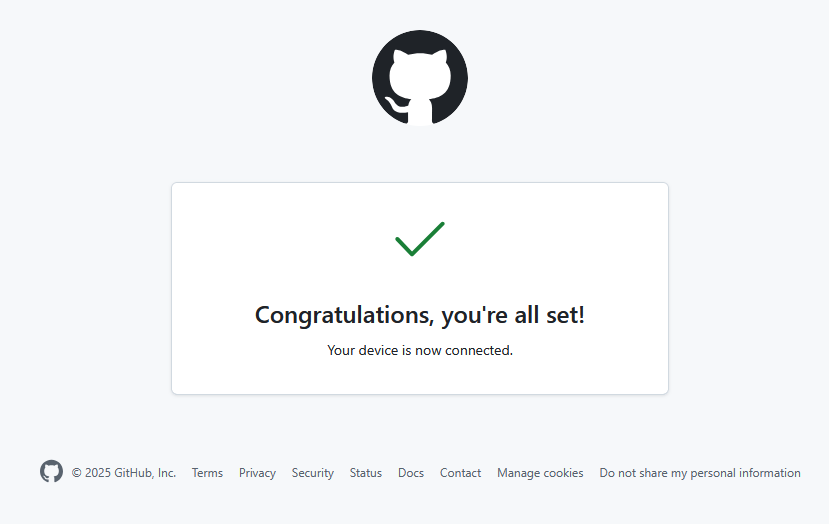 Congratulations, you're all set!
Your device is now connected.
© 2025 GitHub, Inc. Terms Privacy Security Status Docs Contact Manage cookies Do not share my personal information